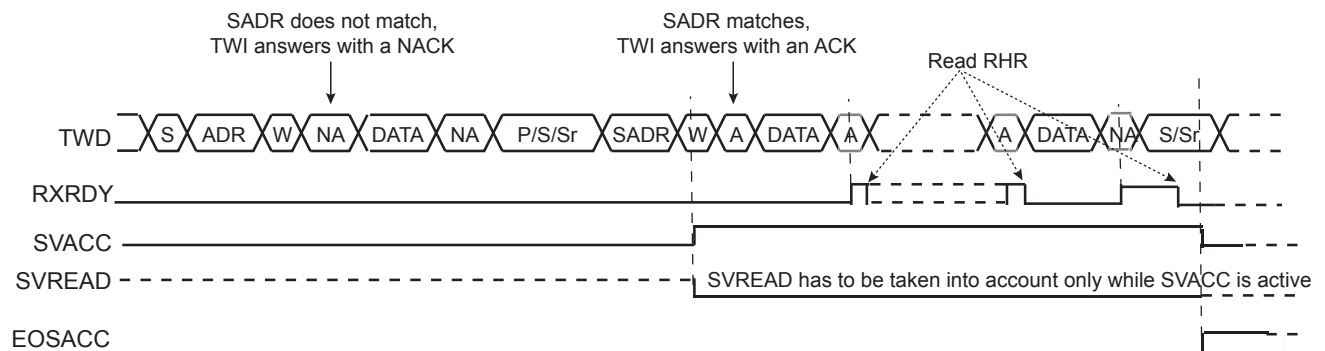 SADR does not match,
TWI answers with a NACK
SADR matches,
TWI answers with an ACK
Read RHR
TWD S ADR W NA DATA NA P/S/Sr SADR W A DATA A A DATA NA S/Sr
RXRDY
SVACC
SVREAD SVREAD has to be taken into account only while SVACC is active
EOSACC